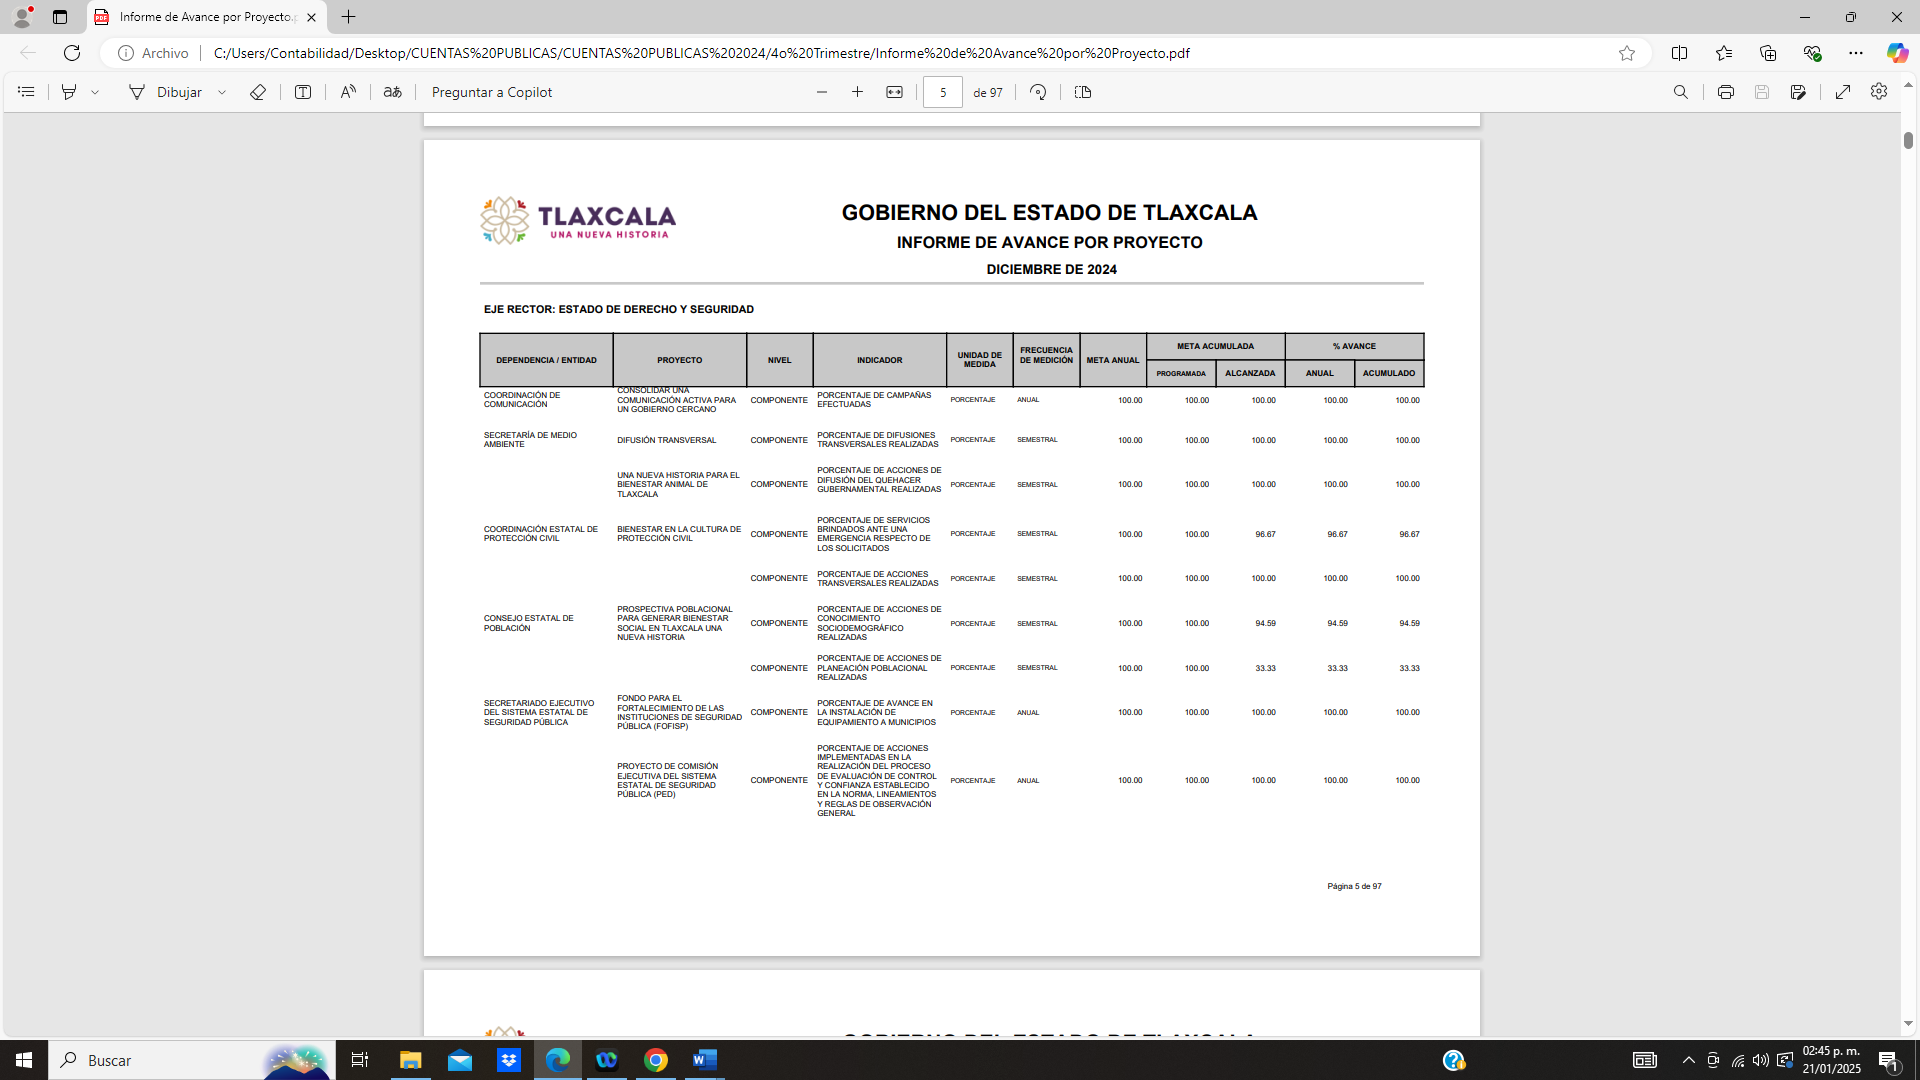 Informe de Avance por Proyecto.p
Archivo
C:/Users/Contabilidad/Desktop/CUENTAS%20PUBLICAS/CUENTAS%20PUBLICAS%202024/4o%20Trimestre/Informe%20de%20Avance%20por%20Proyecto.pdf
Dibujar
Preguntar a Copilot
5 de 97
TLAXCALA
UNA NUEVA HISTORIA
GOBIERNO DEL ESTADO DE TLAXCALA
INFORME DE AVANCE POR PROYECTO
DICIEMBRE DE 2024
EJE RECTOR: ESTADO DE DERECHO Y SEGURIDAD
DEPENDENCIA / ENTIDAD
PROYECTO
NIVEL
INDICADOR
UNIDAD DE
MEDIDA
FRECUENCIA
DE MEDICIÓN
META ANUAL
META ACUMULADA
PROGRAMADA
ALCANZADA
% AVANCE
ANUAL
ACUMULADO
COORDINACIÓN DE
COMUNICACIÓN
CONSOLIDAR UNA
COMUNICACIÓN ACTIVA PARA
UN GOBIERNO CERCANO
COMPONENTE
PORCENTAJE DE CAMPAÑAS
EFECTUADAS
PORCENTAJE
ANUAL
100.00 100.00 100.00 100.00 100.00
SECRETARÍA DE MEDIO
AMBIENTE
DIFUSIÓN TRANSVERSAL
COMPONENTE
PORCENTAJE DE DIFUSIONES
TRANSVERSALES REALIZADAS
PORCENTAJE
SEMESTRAL
100.00 100.00 100.00 100.00 100.00
UNA NUEVA HISTORIA PARA EL
BIENESTAR ANIMAL DE
TLAXCALA
COMPONENTE
PORCENTAJE DE ACCIONES DE
DIFUSIÓN DEL QUEHACER
GUBERNAMENTAL REALIZADAS
PORCENTAJE
SEMESTRAL
100.00 100.00 100.00 100.00 100.00
COORDINACIÓN ESTATAL DE
PROTECCIÓN CIVIL
BIENESTAR EN LA CULTURA DE
PROTECCIÓN CIVIL
COMPONENTE
PORCENTAJE DE SERVICIOS
BRINDADOS ANTE UNA
EMERGENCIA RESPECTO DE
LOS SOLICITADOS
PORCENTAJE
SEMESTRAL
100.00 100.00 96.67 96.67 96.67
COMPONENTE
PORCENTAJE DE ACCIONES
TRANSVERSALES REALIZADAS
PORCENTAJE
SEMESTRAL
100.00 100.00 100.00 100.00 100.00
CONSEJO ESTATAL DE
POBLACIÓN
PROSPECTIVA POBLACIONAL
PARA GENERAR BIENESTAR
SOCIAL EN TLAXCALA UNA
NUEVA HISTORIA
COMPONENTE
PORCENTAJE DE ACCIONES DE
CONOCIMIENTO
SOCIODEMOGRÁFICO
REALIZADAS
PORCENTAJE
SEMESTRAL
100.00 100.00 94.59 94.59 94.59
COMPONENTE
PORCENTAJE DE ACCIONES DE
PLANEACIÓN POBLACIONAL
REALIZADAS
PORCENTAJE
SEMESTRAL
100.00 100.00 33.33 33.33 33.33
SECRETARIADO EJECUTIVO
DEL SISTEMA ESTATAL DE
SEGURIDAD PÚBLICA
FONDO PARA EL
FORTALECIMIENTO DE LAS
INSTITUCIONES DE SEGURIDAD
PÚBLICA (FOFISP)
COMPONENTE
PORCENTAJE DE AVANCE EN
LA INSTALACIÓN DE
EQUIPAMIENTO A MUNICIPIOS
PORCENTAJE
ANUAL
100.00 100.00 100.00 100.00 100.00
PROYECTO DE COMISIÓN
EJECUTIVA DEL SISTEMA
ESTATAL DE SEGURIDAD
PÚBLICA (PED)
COMPONENTE
PORCENTAJE DE ACCIONES
IMPLEMENTADAS EN LA
REALIZACIÓN DEL PROCESO
DE EVALUACIÓN DE CONTROL
Y CONFIANZA ESTABLECIDO
EN LA NORMA, LINEAMIENTOS
Y REGLAS DE OBSERVACIÓN
GENERAL
PORCENTAJE
ANUAL
100.00 100.00 100.00 100.00 100.00
Página 5 de 97
GOBIERNO DEL ESTADO DE TLAXCALA
Buscar
02:45 p. m.
21/01/2025
1